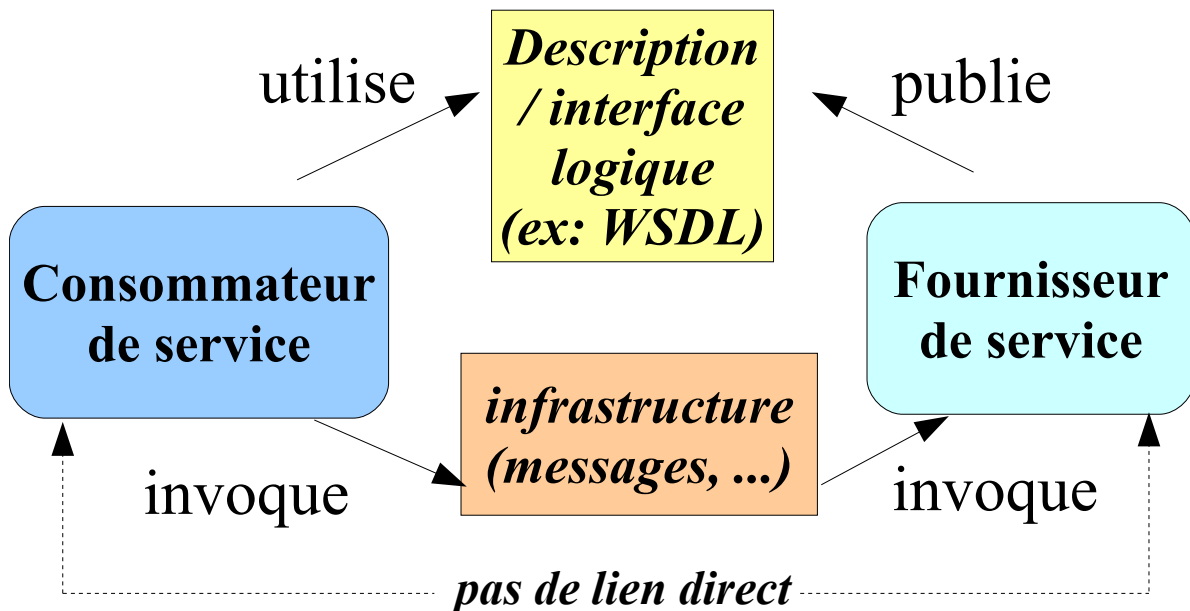 utilise
Description
/ interface
logique
(ex: WSDL)
publie
Consommateur
de service
Fournisseur
de service
infrastructure
(messages, ...)
invoque
invoque
pas de lien direct